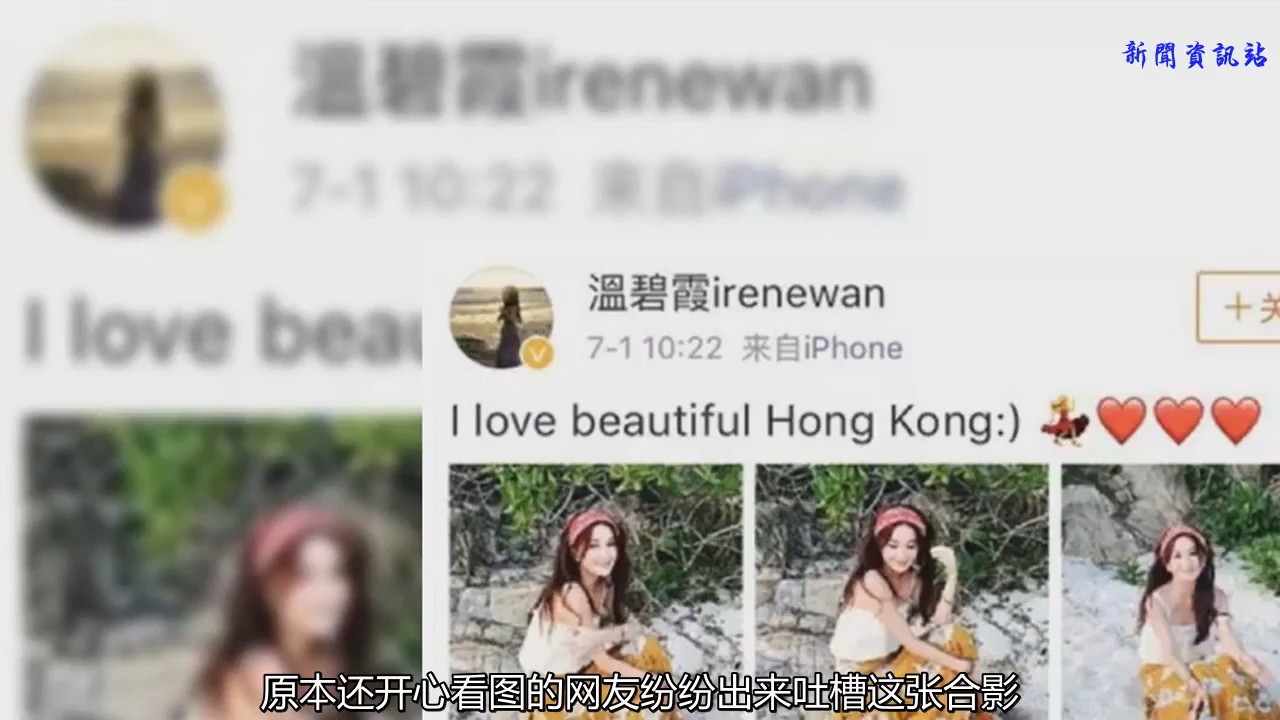 新聞資訊站
溫碧霞irenewan
7-1 10:22 来自iPhone
I love beau
溫碧霞irenewan
7-1 10:22 来自iPhone
＋关
I love beautiful Hong Kong:) 💃❤️❤️❤️
原本还开心看图的网友纷纷出来吐槽这张合影